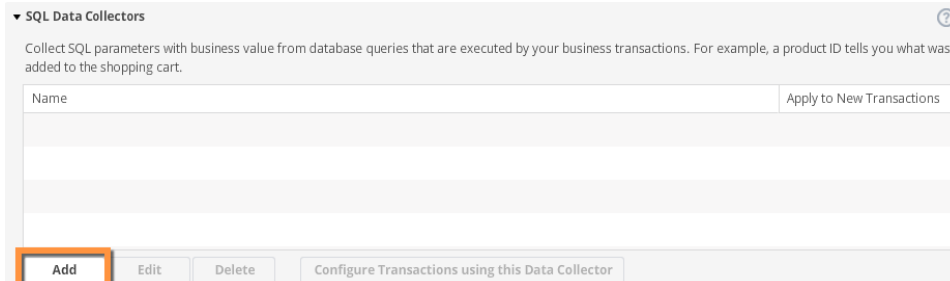 SQL Data Collectors
?
Collect SQL parameters with business value from database queries that are executed by your business transactions. For example, a product ID tells you what was
added to the shopping cart.
Name Apply to New Transactions
Add Edit Delete Configure Transactions using this Data Collector